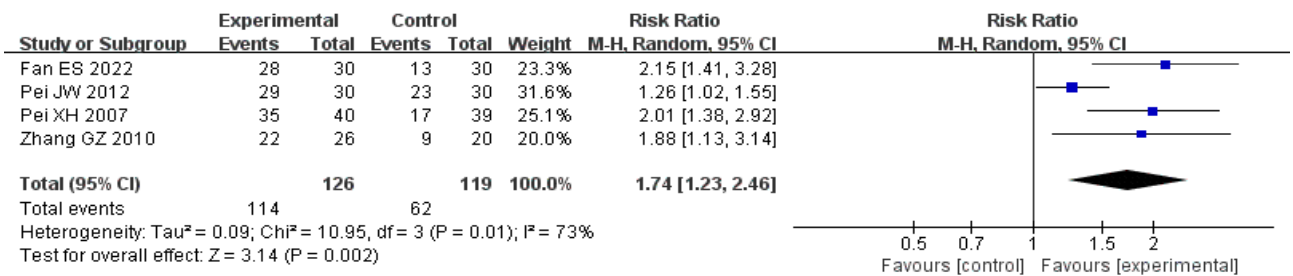 Experimental Control Risk Ratio Risk Ratio
Study or Subgroup Events Total Events Total Weight M-H, Random, 95% CI M-H, Random, 95% CI
Fan ES 2022 28 30 13 30 23.3% 2.15 [1.41, 3.28]
Pei JW 2012 29 30 23 30 31.6% 1.26 [1.02, 1.55]
Pei XH 2007 35 40 17 39 25.1% 2.01 [1.38, 2.92]
Zhang GZ 2010 22 26 9 20 20.0% 1.88 [1.13, 3.14]
Total (95% CI) 126 119 100.0% 1.74 [1.23, 2.46]
Total events 114 62
Heterogeneity: Tau² = 0.09; Chi² = 10.95, df = 3 (P = 0.01); I² = 73%
Test for overall effect: Z = 3.14 (P = 0.002)
0.5 0.7 1 1.5 2
Favours [control] Favours [experimental]